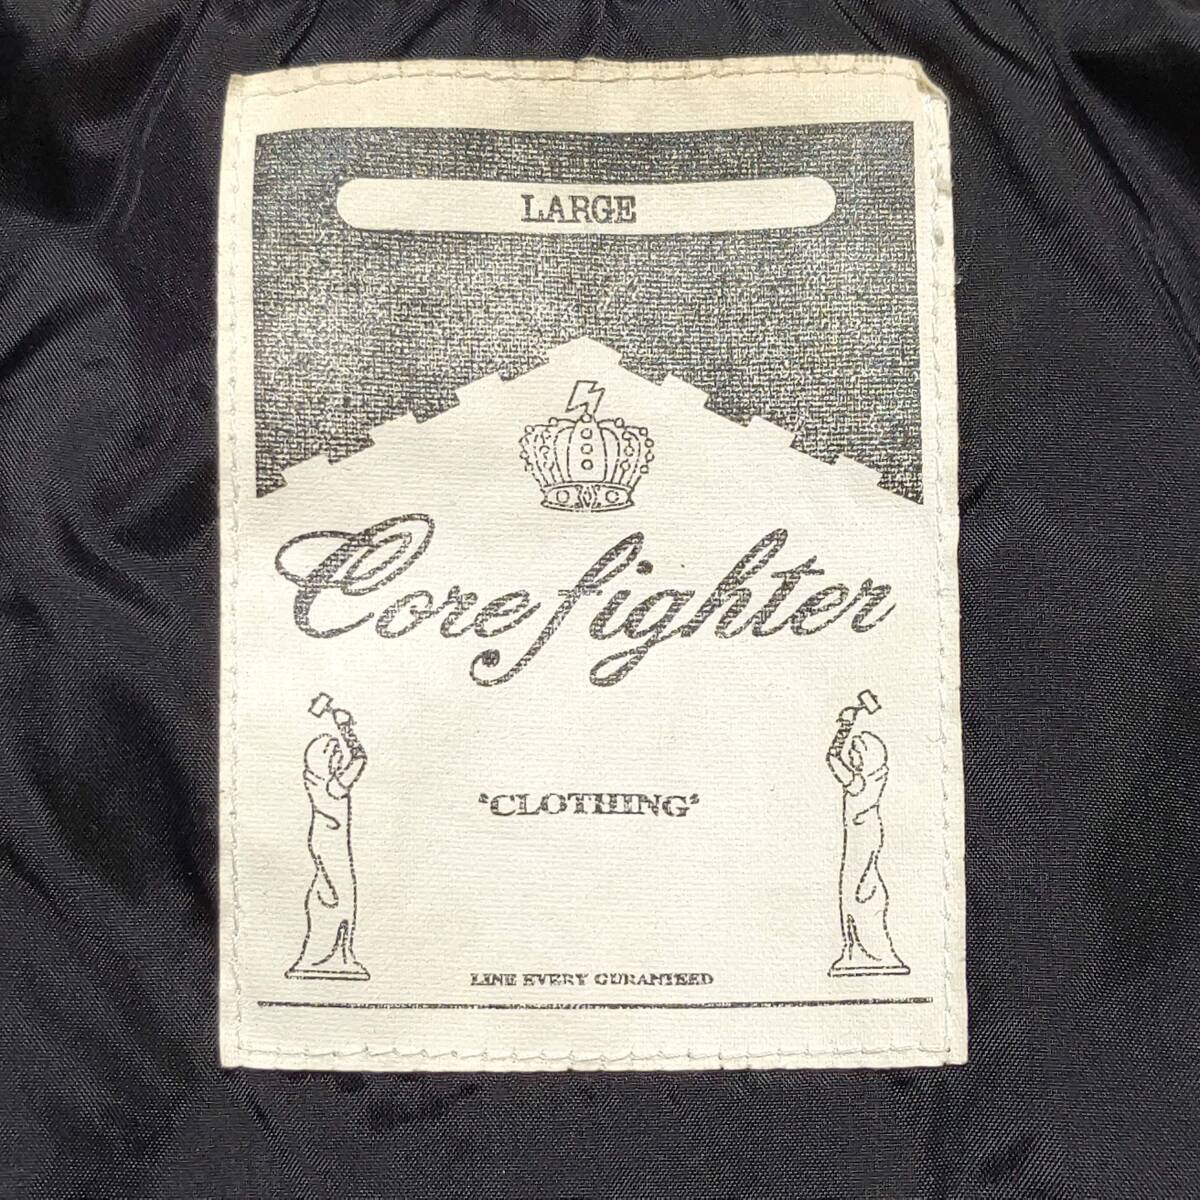 LARGE
Corefighter
"CLOTHING"
LINE EVERY GURANTEED